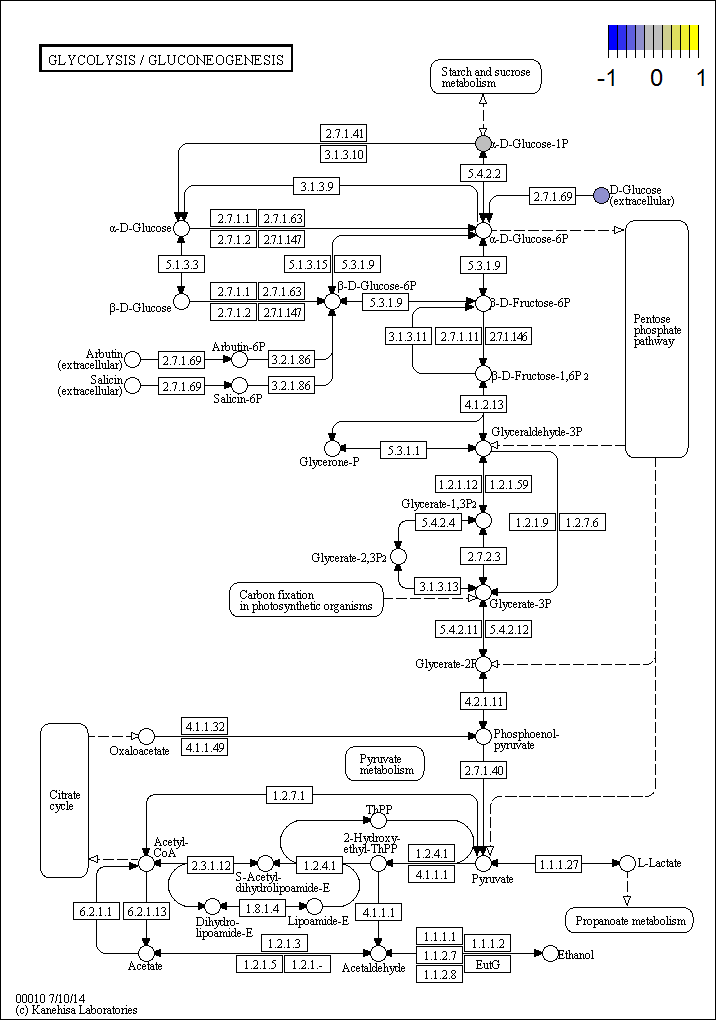 GLYCOLYSIS / GLUCONEOGENESIS
-1 0 1
Starch and sucrose
metabolism
2.7.1.41
3.1.3.10
α-D-Glucose-1P
5.4.2.2
3.1.3.9
2.7.1.69
D-Glucose
(extracellular)
α-D-Glucose
2.7.1.1
2.7.1.63
2.7.1.2
2.7.1.147
α-D-Glucose-6P
5.1.3.3
5.1.3.15
5.3.1.9
5.3.1.9
β-D-Glucose-6P
β-D-Glucose
2.7.1.1
2.7.1.63
2.7.1.2
2.7.1.147
5.3.1.9
β-D-Fructose-6P
Pentose
phosphate
pathway
3.1.3.11
2.7.1.11
2.7.1.146
Arbutin
(extracellular)
2.7.1.69
Arbutin-6P
3.2.1.86
Salicin
(extracellular)
2.7.1.69
Salicin-6P
3.2.1.86
β-D-Fructose-1,6P2
4.1.2.13
Glyceraldehyde-3P
Glycerone-P
5.3.1.1
1.2.1.12
1.2.1.59
Glycerate-1,3P2
5.4.2.4
1.2.1.9
1.2.7.6
Glycerate-2,3P2
2.7.2.3
3.1.3.13
Carbon fixation
in photosynthetic organisms
Glycerate-3P
5.4.2.11
5.4.2.12
Glycerate-2P
4.2.1.11
4.1.1.32
Oxaloacetate
4.1.1.49
Phosphoenol-
pyruvate
Pyruvate
metabolism
2.7.1.40
Citrate
cycle
1.2.7.1
ThPP
Acetyl-
CoA
2-Hydroxy-
ethyl-ThPP
2.3.1.12
S-Acetyl-
dihydrolipoamide-E
1.2.4.1
1.2.4.1
4.1.1.1
Pyruvate
1.1.1.27
L-Lactate
6.2.1.1
6.2.1.13
Dihydro-
lipoamide-E
1.8.1.4
Lipoamide-E
4.1.1.1
Propanoate metabolism
Acetate
1.2.1.3
1.2.1.5
1.2.1.-
Acetaldehyde
1.1.1.1
1.1.1.2
1.1.2.7
EutG
1.1.2.8
Ethanol
00010 7/10/14
(c) Kanehisa Laboratories